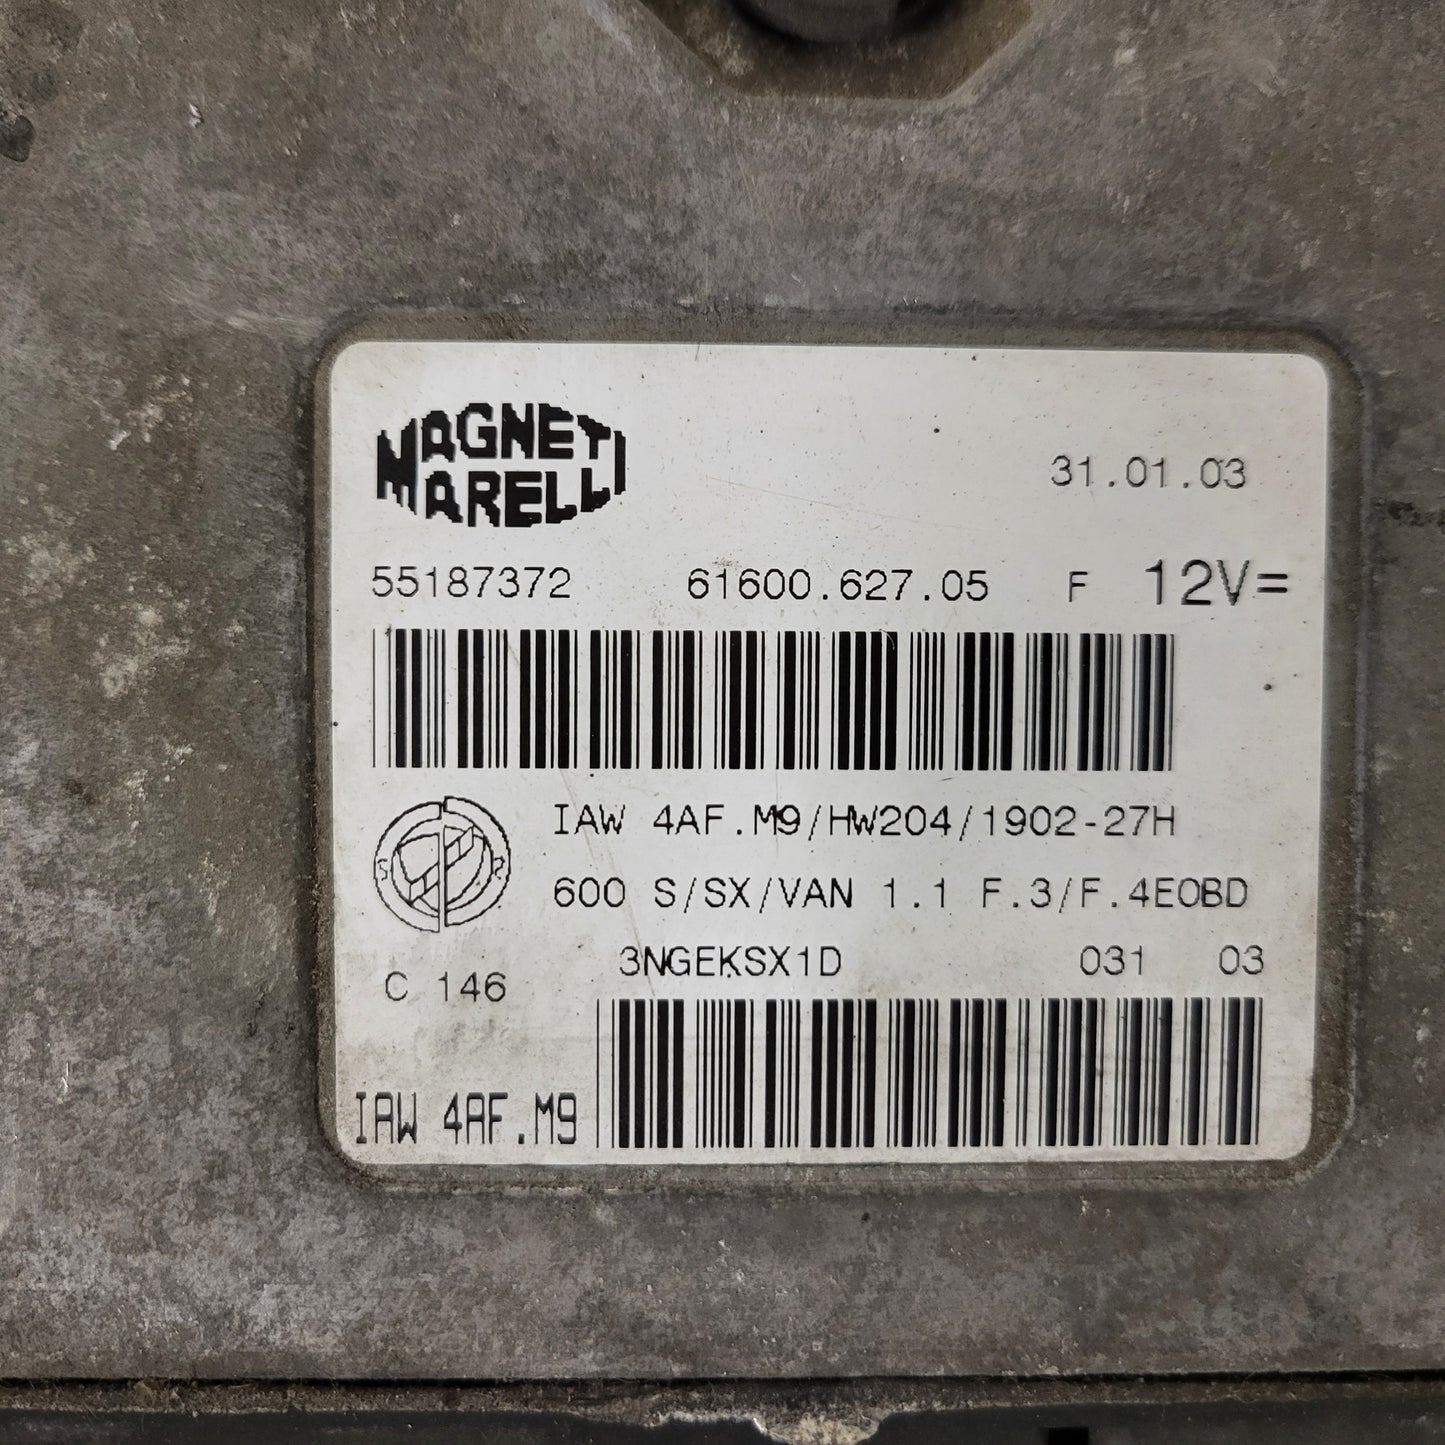 MAGNETI
MARELLI
31.01.03
55187372 61600.627.05 F 12V=
IAW 4AF.M9/HW204/1902-27H
600 S/SX/VAN 1.1 F.3/F.4EOBD
3NGEKSX1D 031 03
C 146
IAW 4AF.M9